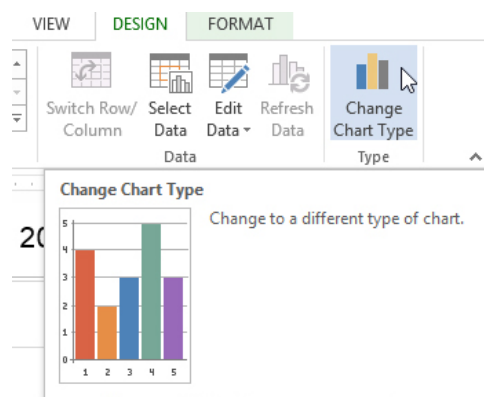 VIEW DESIGN FORMAT
Switch Row/ Select Edit Refresh Change
Column Data Data Data Chart Type
Data Type
Change Chart Type
Change to a different type of chart.
20
5
4
3
2
1
0
1 2 3 4 5